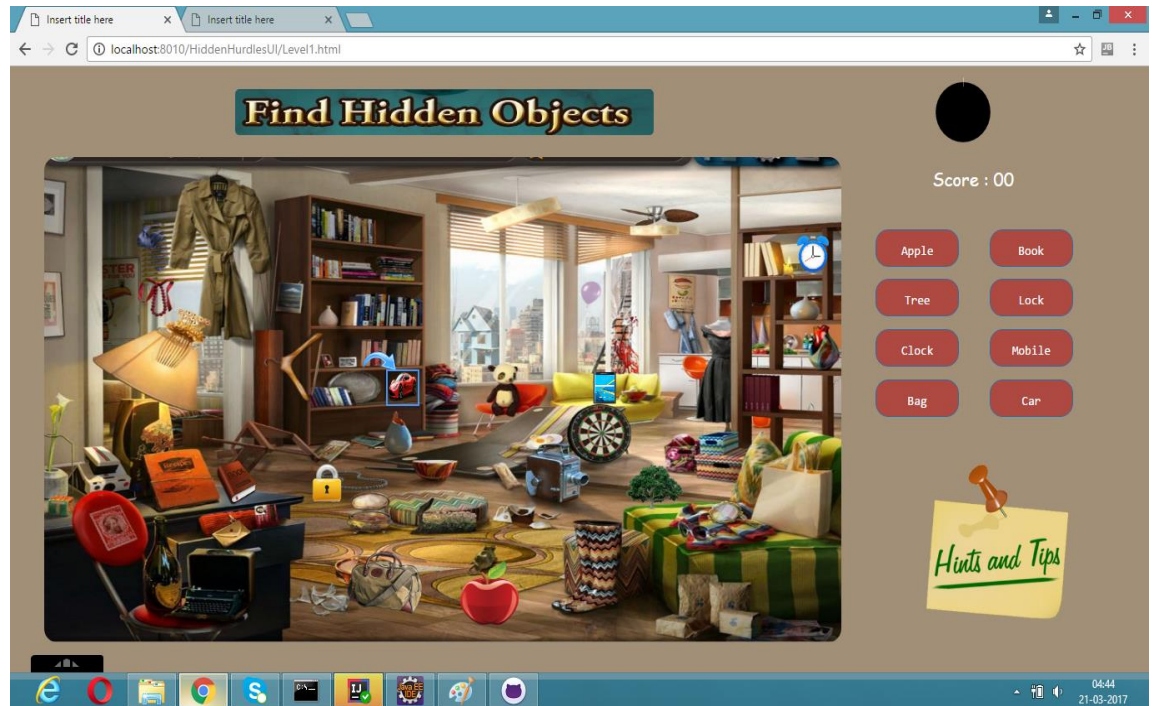 Insert title here
Insert title here
localhost:8010/HiddenHurdlesUI/Level1.html
Find Hidden Objects
Score : 00
Apple
Book
Tree
Lock
Clock
Mobile
Bag
Car
Hints and Tips
04:44
21-03-2017